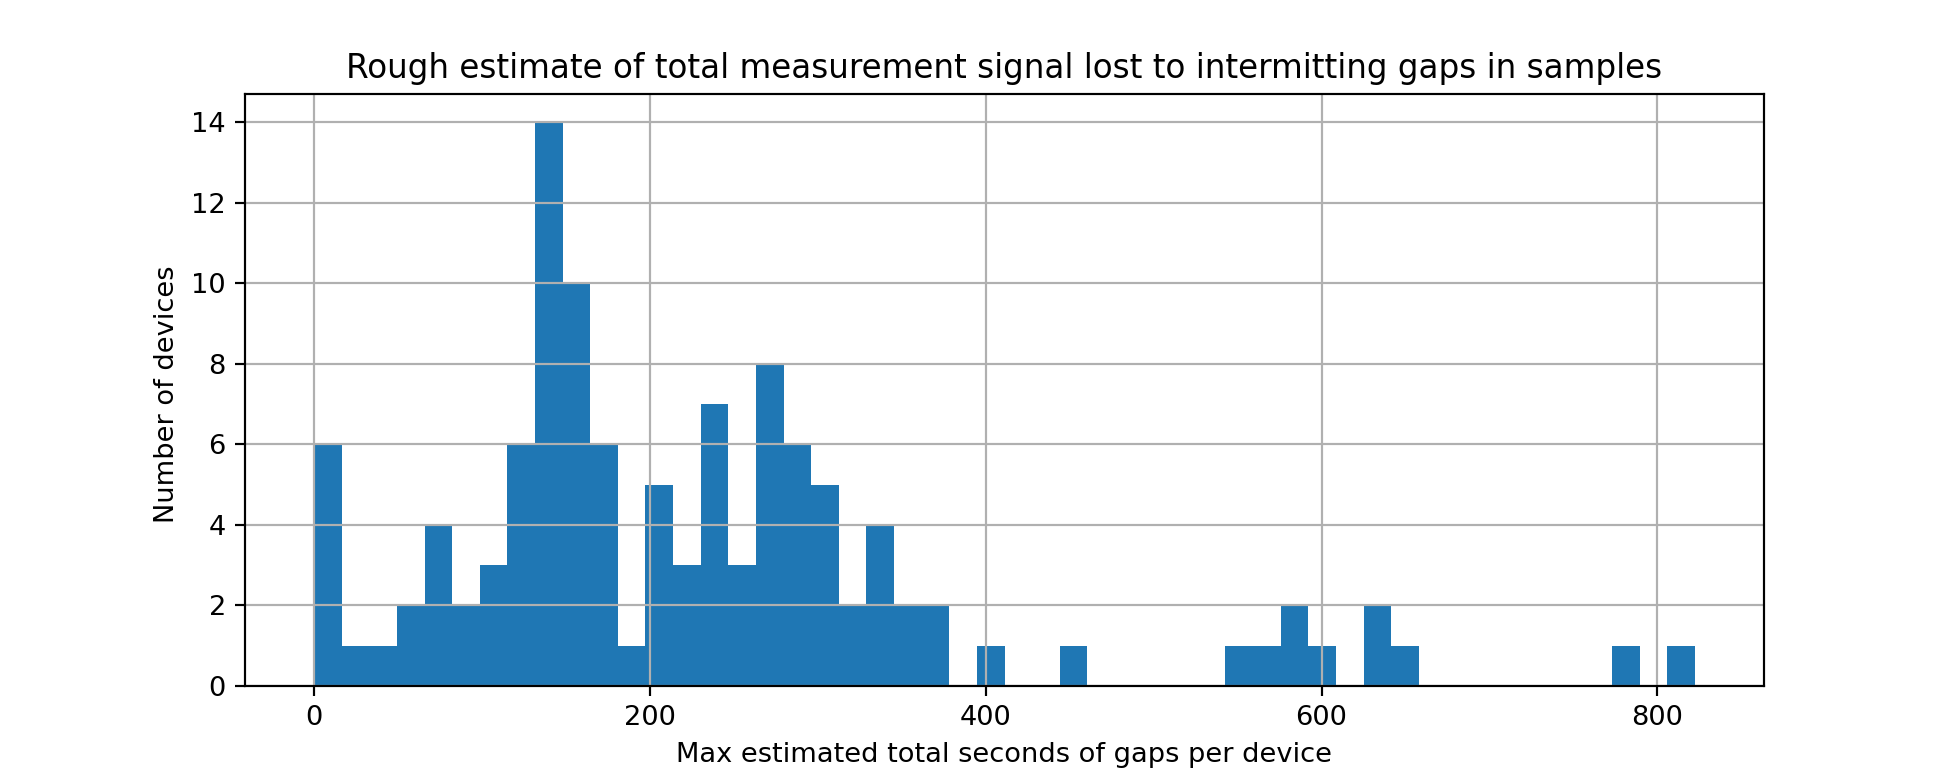 Rough estimate of total measurement signal lost to intermitting gaps in samples
14
12
10
8
6
4
2
0
Number of devices
0 200 400 600 800
Max estimated total seconds of gaps per device